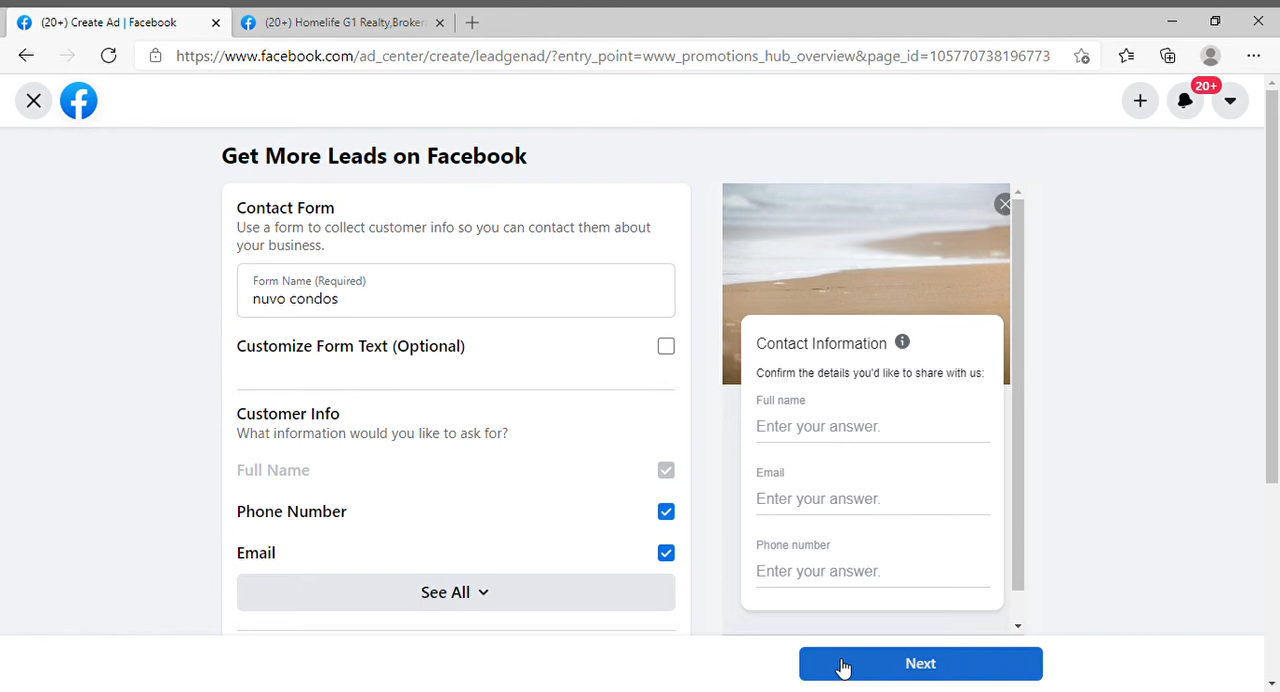 (20+) Create Ad | Facebook
(20+) Homelife G1 Realty,Broker
https://www.facebook.com/ad_center/create/leadgenad/?entry_point=www_promotions_hub_overview&page_id=105770738196773
20+
Get More Leads on Facebook
Contact Form
Use a form to collect customer info so you can contact them about
your business.
Form Name (Required)
nuvo condos
Customize Form Text (Optional)
Customer Info
What information would you like to ask for?
Full Name
Phone Number
Email
See All
Contact Information
Confirm the details you'd like to share with us:
Full name
Enter your answer.
Email
Enter your answer.
Phone number
Enter your answer.
Next